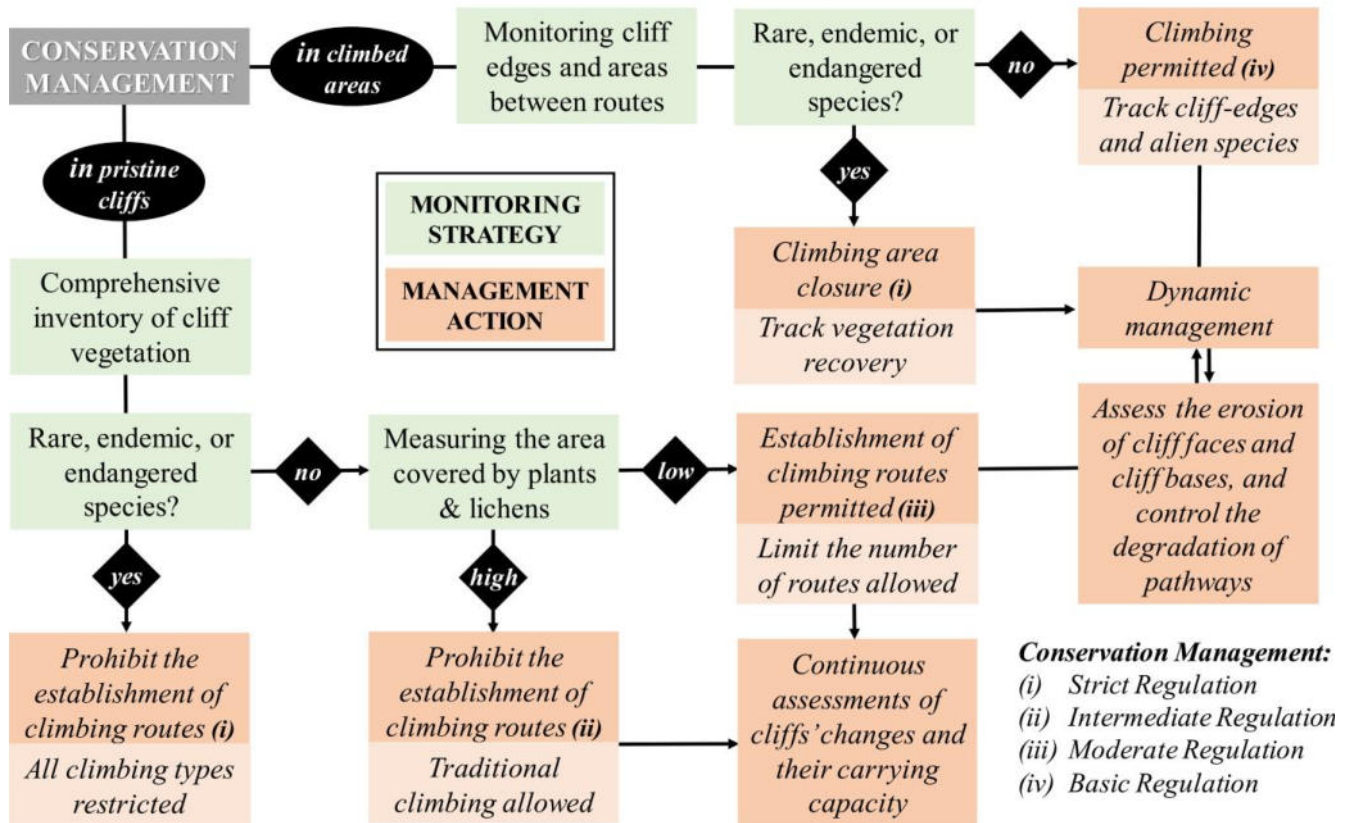 CONSERVATION
MANAGEMENT
in climbed
areas
Monitoring cliff
edges and areas
between routes
Rare, endemic, or
endangered
species?
no
Climbing
permitted (iv)
Track cliff-edges
and alien species
in pristine
cliffs
yes
MONITORING
STRATEGY
MANAGEMENT
ACTION
Comprehensive
inventory of cliff
vegetation
Climbing area
closure (i)
Track vegetation
recovery
Dynamic
management
Rare, endemic, or
endangered
species?
no
Measuring the area
covered by plants
& lichens
low
Establishment of
climbing routes
permitted (iii)
Limit the number
of routes allowed
Assess the erosion
of cliff faces and
cliff bases, and
control the
degradation of
pathways
yes
high
Prohibit the
establishment of
climbing routes (i)
All climbing types
restricted
Prohibit the
establishment of
climbing routes (ii)
Traditional
climbing allowed
Continuous
assessments of
cliffs’ changes and
their carrying
capacity
Conservation Management:
(i) Strict Regulation
(ii) Intermediate Regulation
(iii) Moderate Regulation
(iv) Basic Regulation